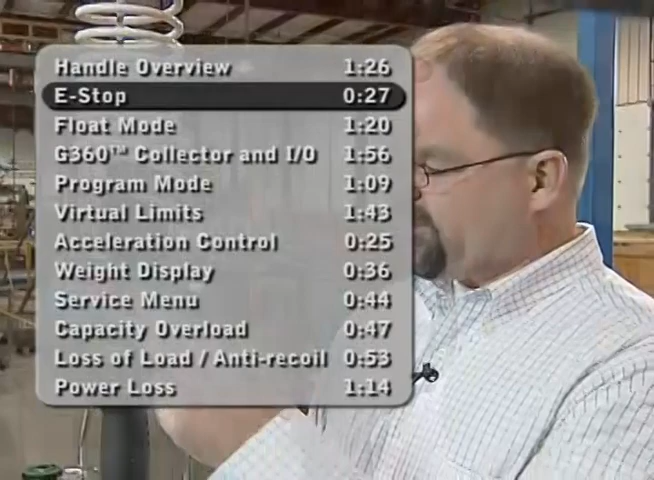 Handle Overview 1:26
E-Stop 0:27
Float Mode 1:20
G360™ Collector and I/O 1:56
Program Mode 1:09
Virtual Limits 1:43
Acceleration Control 0:25
Weight Display 0:36
Service Menu 0:44
Capacity Overload 0:47
Loss of Load / Anti-recoil 0:53
Power Loss 1:14